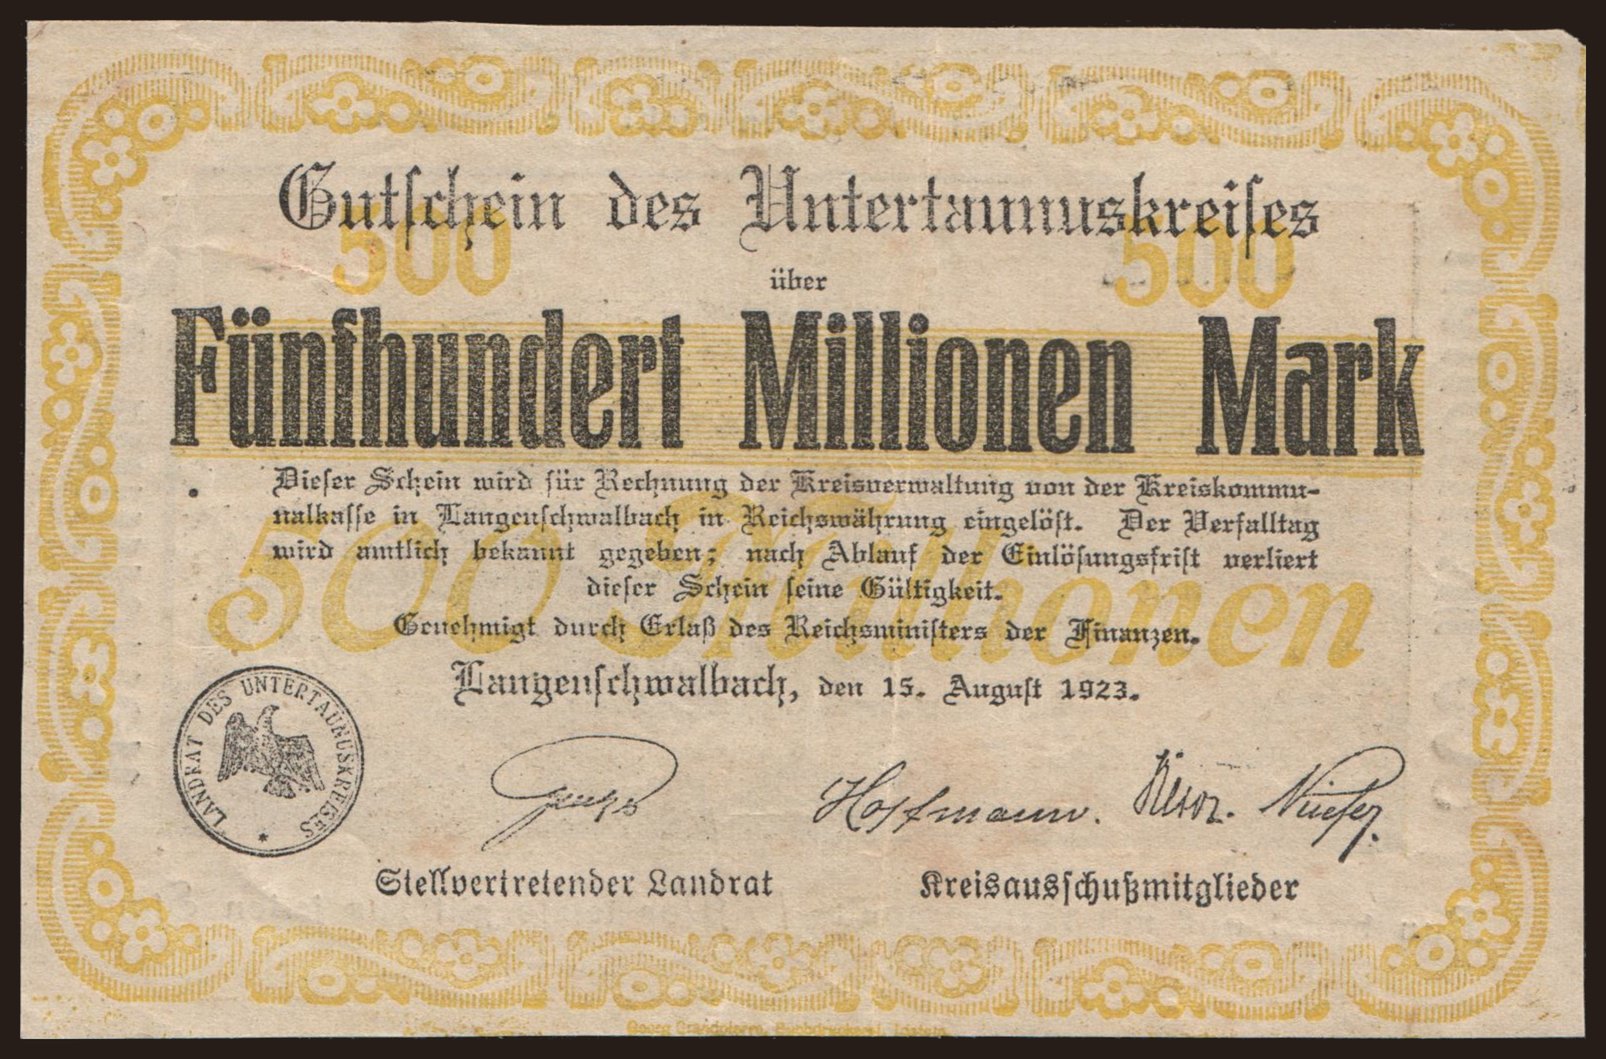 Gutschein des Untertaunuskreises
500 500
über
Fünfhundert Millionen Mark
Dieser Schein wird für Rechnung der Kreisverwaltung von der Kreiskommu-
nalkasse in Langenschwalbach in Reichswährung eingelöst. Der Verfalltag
wird amtlich bekannt gegeben; nach Ablauf der Einlösungsfrist verliert
dieser Schein seine Gültigkeit.
500 Millionen
Genehmigt durch Erlaß des Reichsministers der Finanzen.
Langenschwalbach, den 15. August 1923.
LANDRAT DES UNTERTAUNUSKREISES *
Hoffmann.
Stellvertretender Landrat Kreisausschußmitglieder
Georg Buchdruckerei,